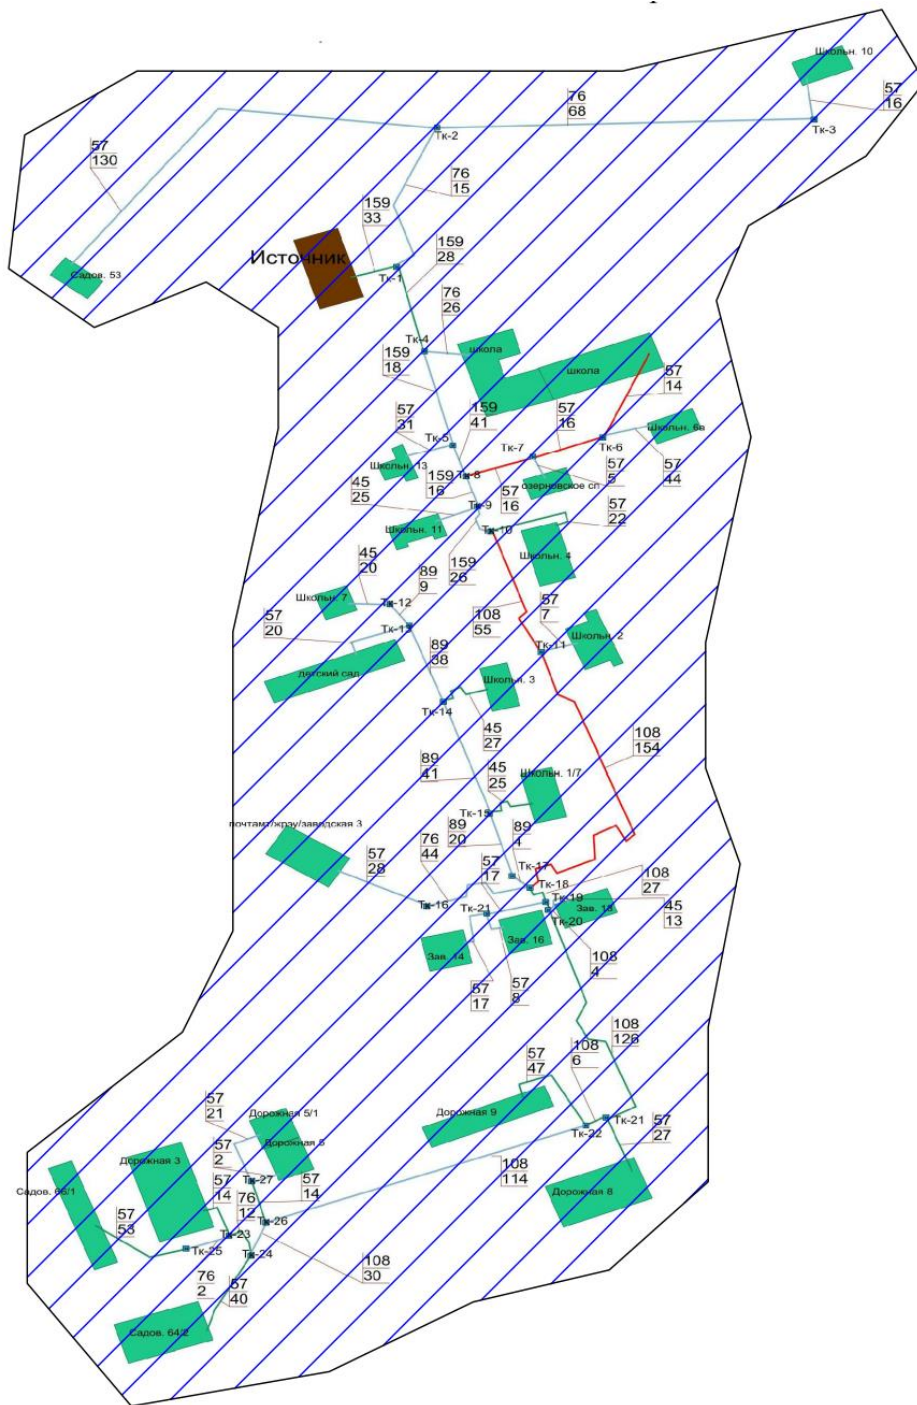 Школьн. 10
57
16
76
68
Тк-2
Тк-3
57
130
76
15
159
33
Источник
159
28
Садов. 53
Тк-1
76
26
Тк-4
школа
159
18
школа
57
14
57
31
159
41
57
16
Тк-5
Тк-7
Тк-6
Школьн. 6а
Школьн. 13
Тк-8
57
5
57
44
45
25
159
16
57
16
озерновское сп
57
22
Тк-9
Школьн. 11
Тк-10
45
20
89
9
159
26
Школьн. 4
Школьн. 7
Тк-12
57
20
108
55
57
7
Тк-13
Школьн. 2
89
38
Тк-11
детский сад
Школьн. 3
Тк-14
45
27
108
154
89
41
45
25
Школьн. 1/7
Тк-15
почтамт/жрэу/заводская 3
76
44
89
20
89
4
57
28
57
17
Тк-17
Тк-18
108
27
Тк-16
Тк-21
Тк-19
Зав. 13
45
13
Тк-20
Зав. 16
Зав. 14
108
4
57
17
57
8
108
126
57
47
108
6
57
21
Дорожная 5/1
Дорожная 9
Тк-21
Тк-22
57
27
57
2
Дорожная 6
Дорожная 3
108
114
57
14
Тк-27
57
14
Дорожная 8
Садов. 66/1
76
12
57
53
Тк-26
Тк-23
Тк-25
Тк-24
108
30
76
2
57
40
Садов. 64/2